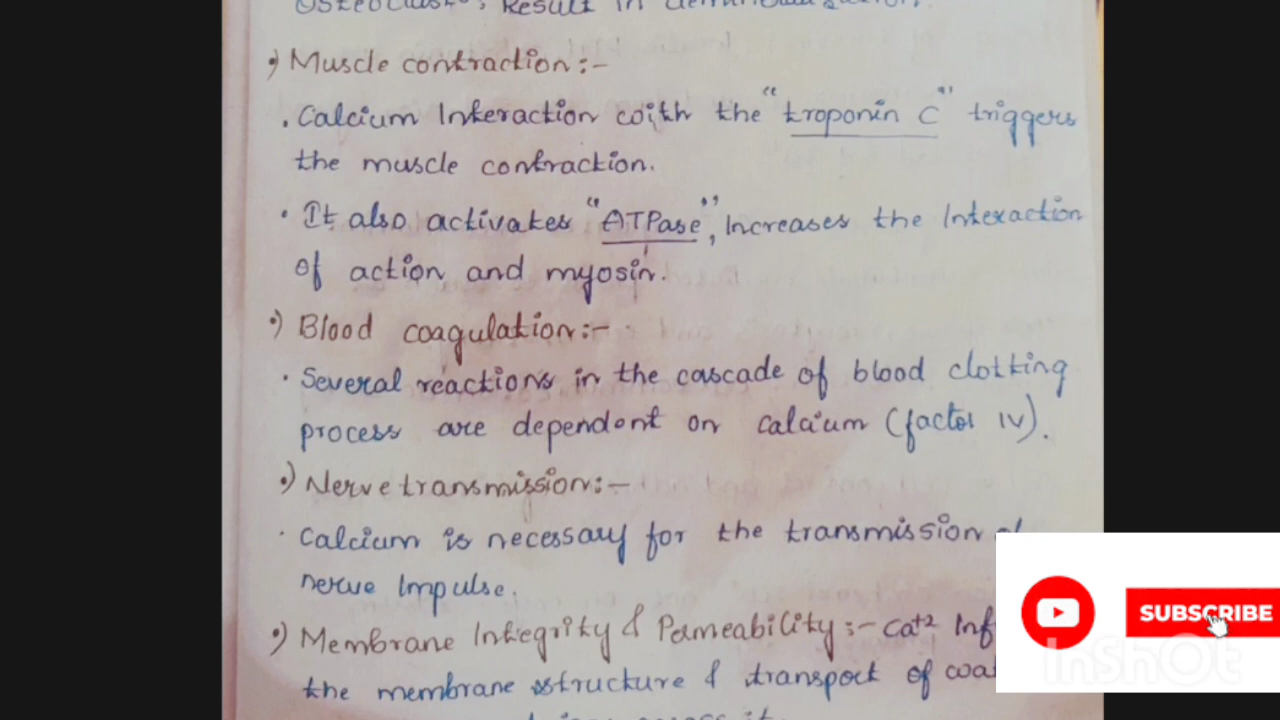 Result in
•) Muscle contraction :-
. Calcium Interaction with the "troponin C" triggers
the muscle contraction.
. It also activates "ATPase", Increases the Interaction
of action and myosin.
•) Blood coagulation :-
. Several reactions in the cascade of blood clotting
process are dependent on calcium (factor IV).
•) Nerve transmission :-
. Calcium is necessary for the transmission
nerve Impulse.
•) Membrane Integrity & Permeability :- Ca+2
the membrane structure & transport of
SUBSCRIBE
InShOt